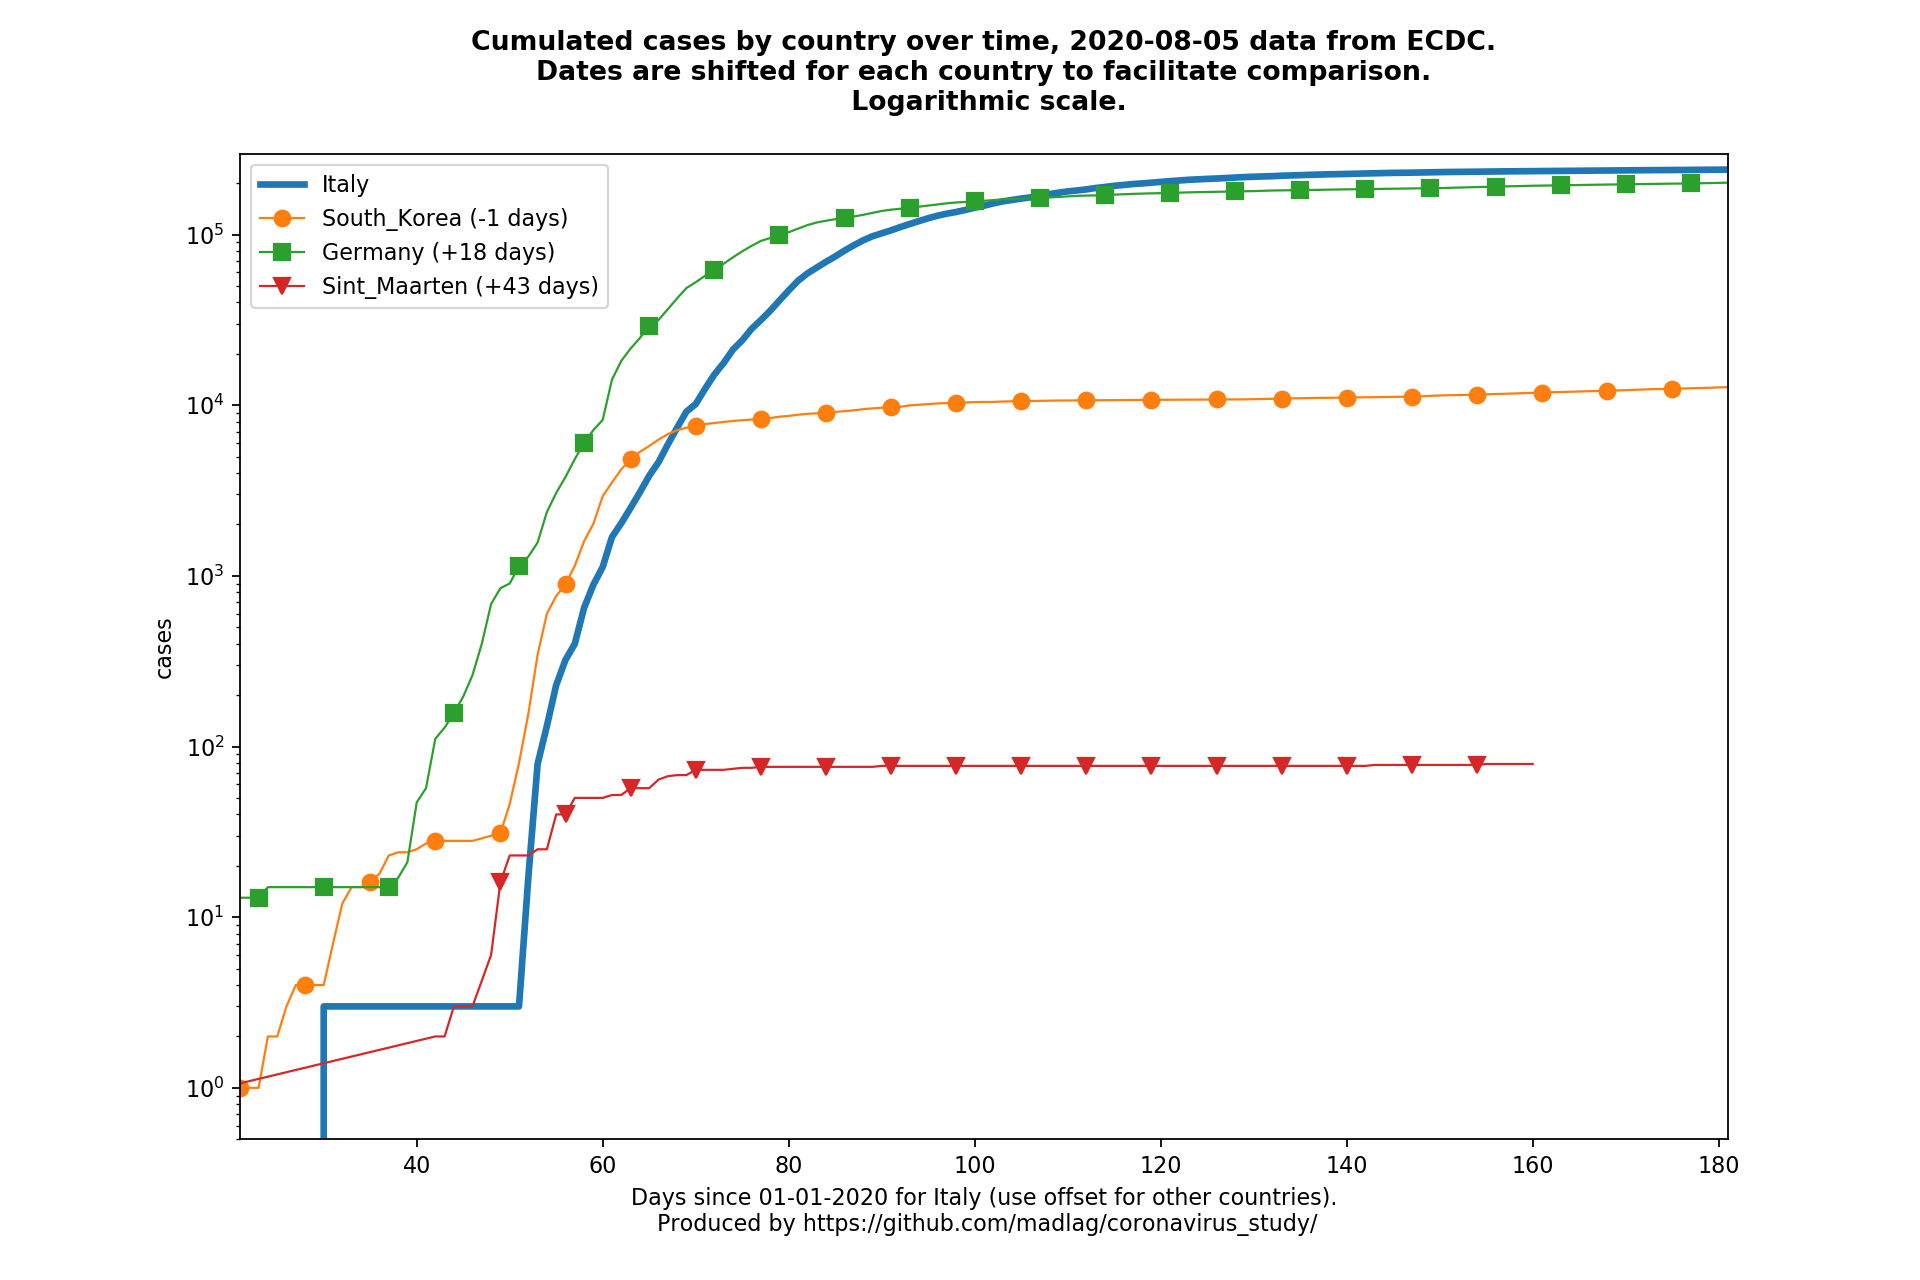 Cumulated cases by country over time, 2020-08-05 data from ECDC.
Dates are shifted for each country to facilitate comparison.
Logarithmic scale.
Italy
South_Korea (-1 days)
Germany (+18 days)
Sint_Maarten (+43 days)
10⁵
10⁴
10³
10²
10¹
10⁰
cases
40 60 80 100 120 140 160 180
Days since 01-01-2020 for Italy (use offset for other countries).
Produced by https://github.com/madlag/coronavirus_study/